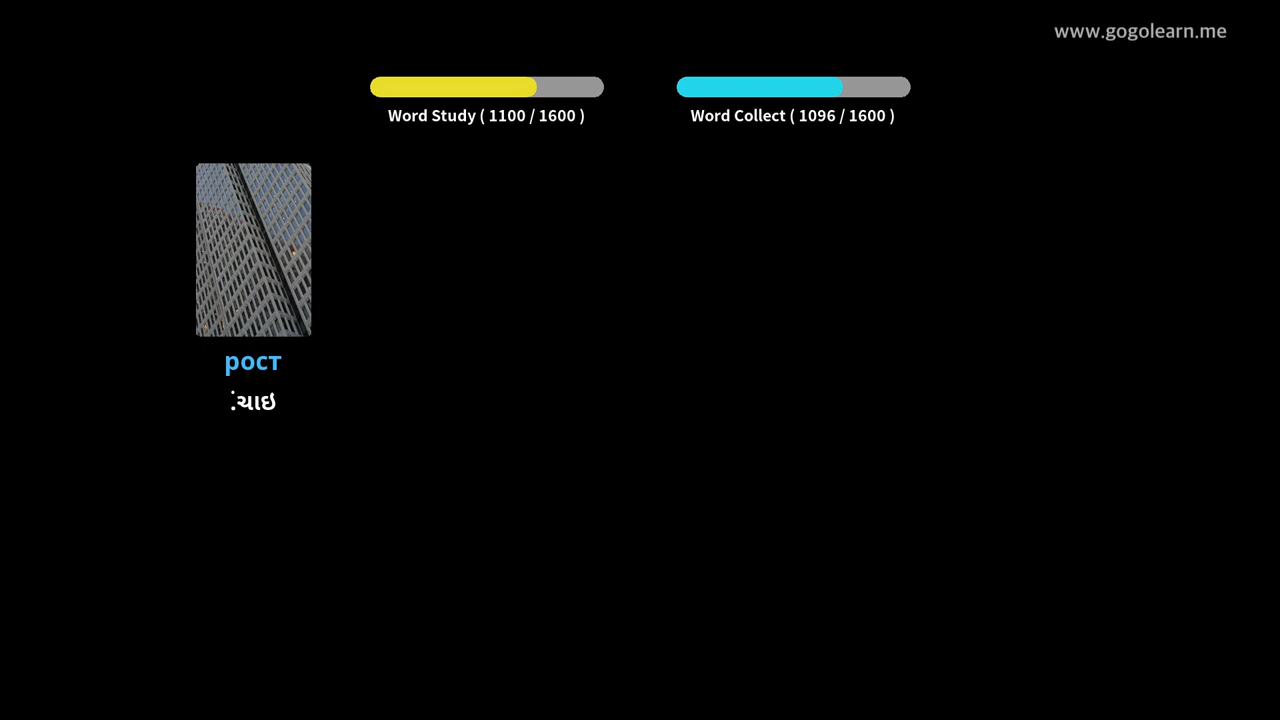 www.gogolearn.me
Word Study ( 1100 / 1600 )
Word Collect ( 1096 / 1600 )
рост
ંચાઇ